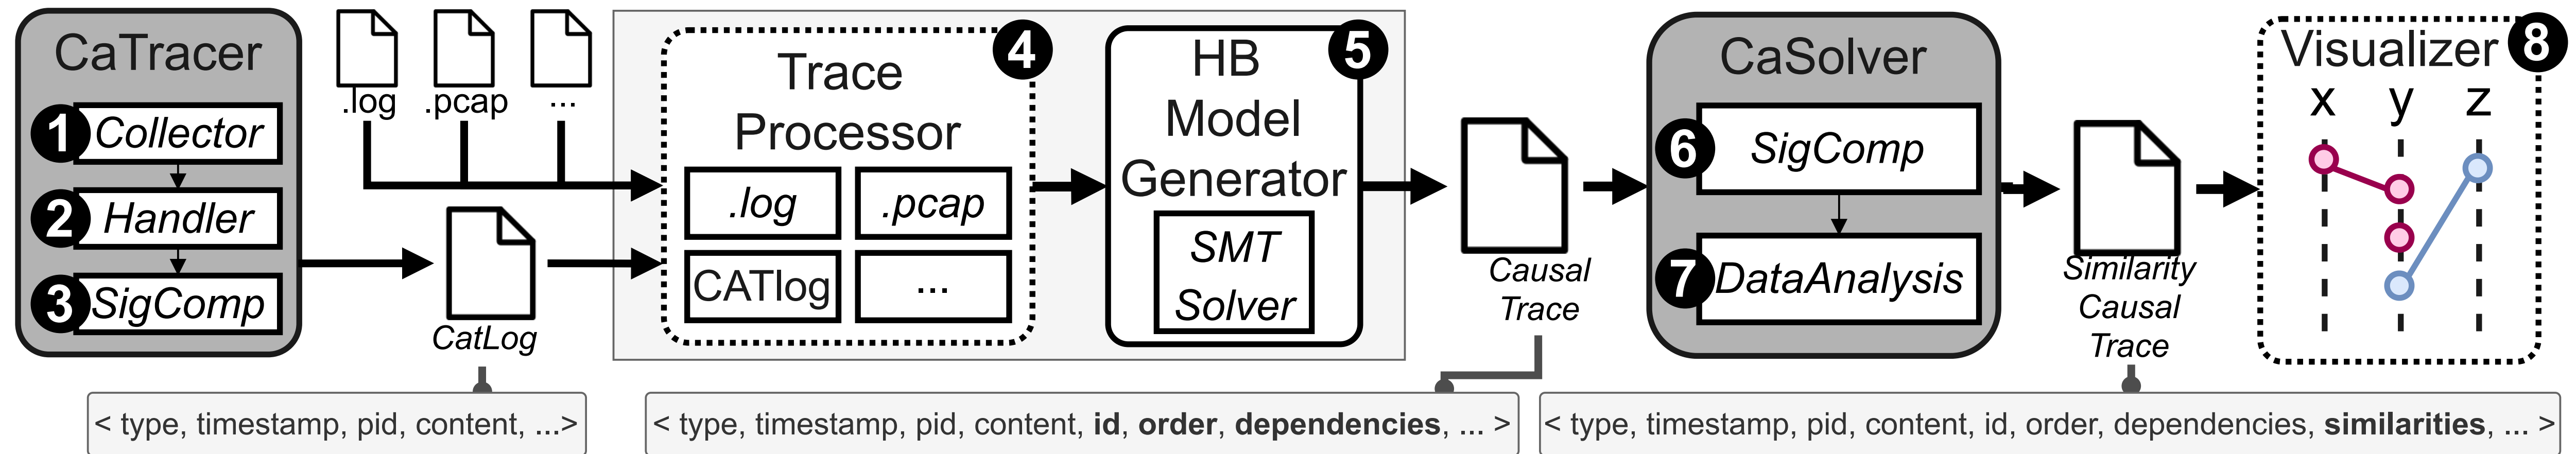 CaTracer
1 Collector
2 Handler
3 SigComp
.log
.pcap
...
CatLog
< type, timestamp, pid, content, ...>
4
Trace
Processor
.log
.pcap
CATlog
...
5
HB
Model
Generator
SMT
Solver
Causal
Trace
< type, timestamp, pid, content, id, order, dependencies, ... >
CaSolver
6 SigComp
7 DataAnalysis
Similarity
Causal
Trace
< type, timestamp, pid, content, id, order, dependencies, similarities, ... >
Visualizer 8
x y z